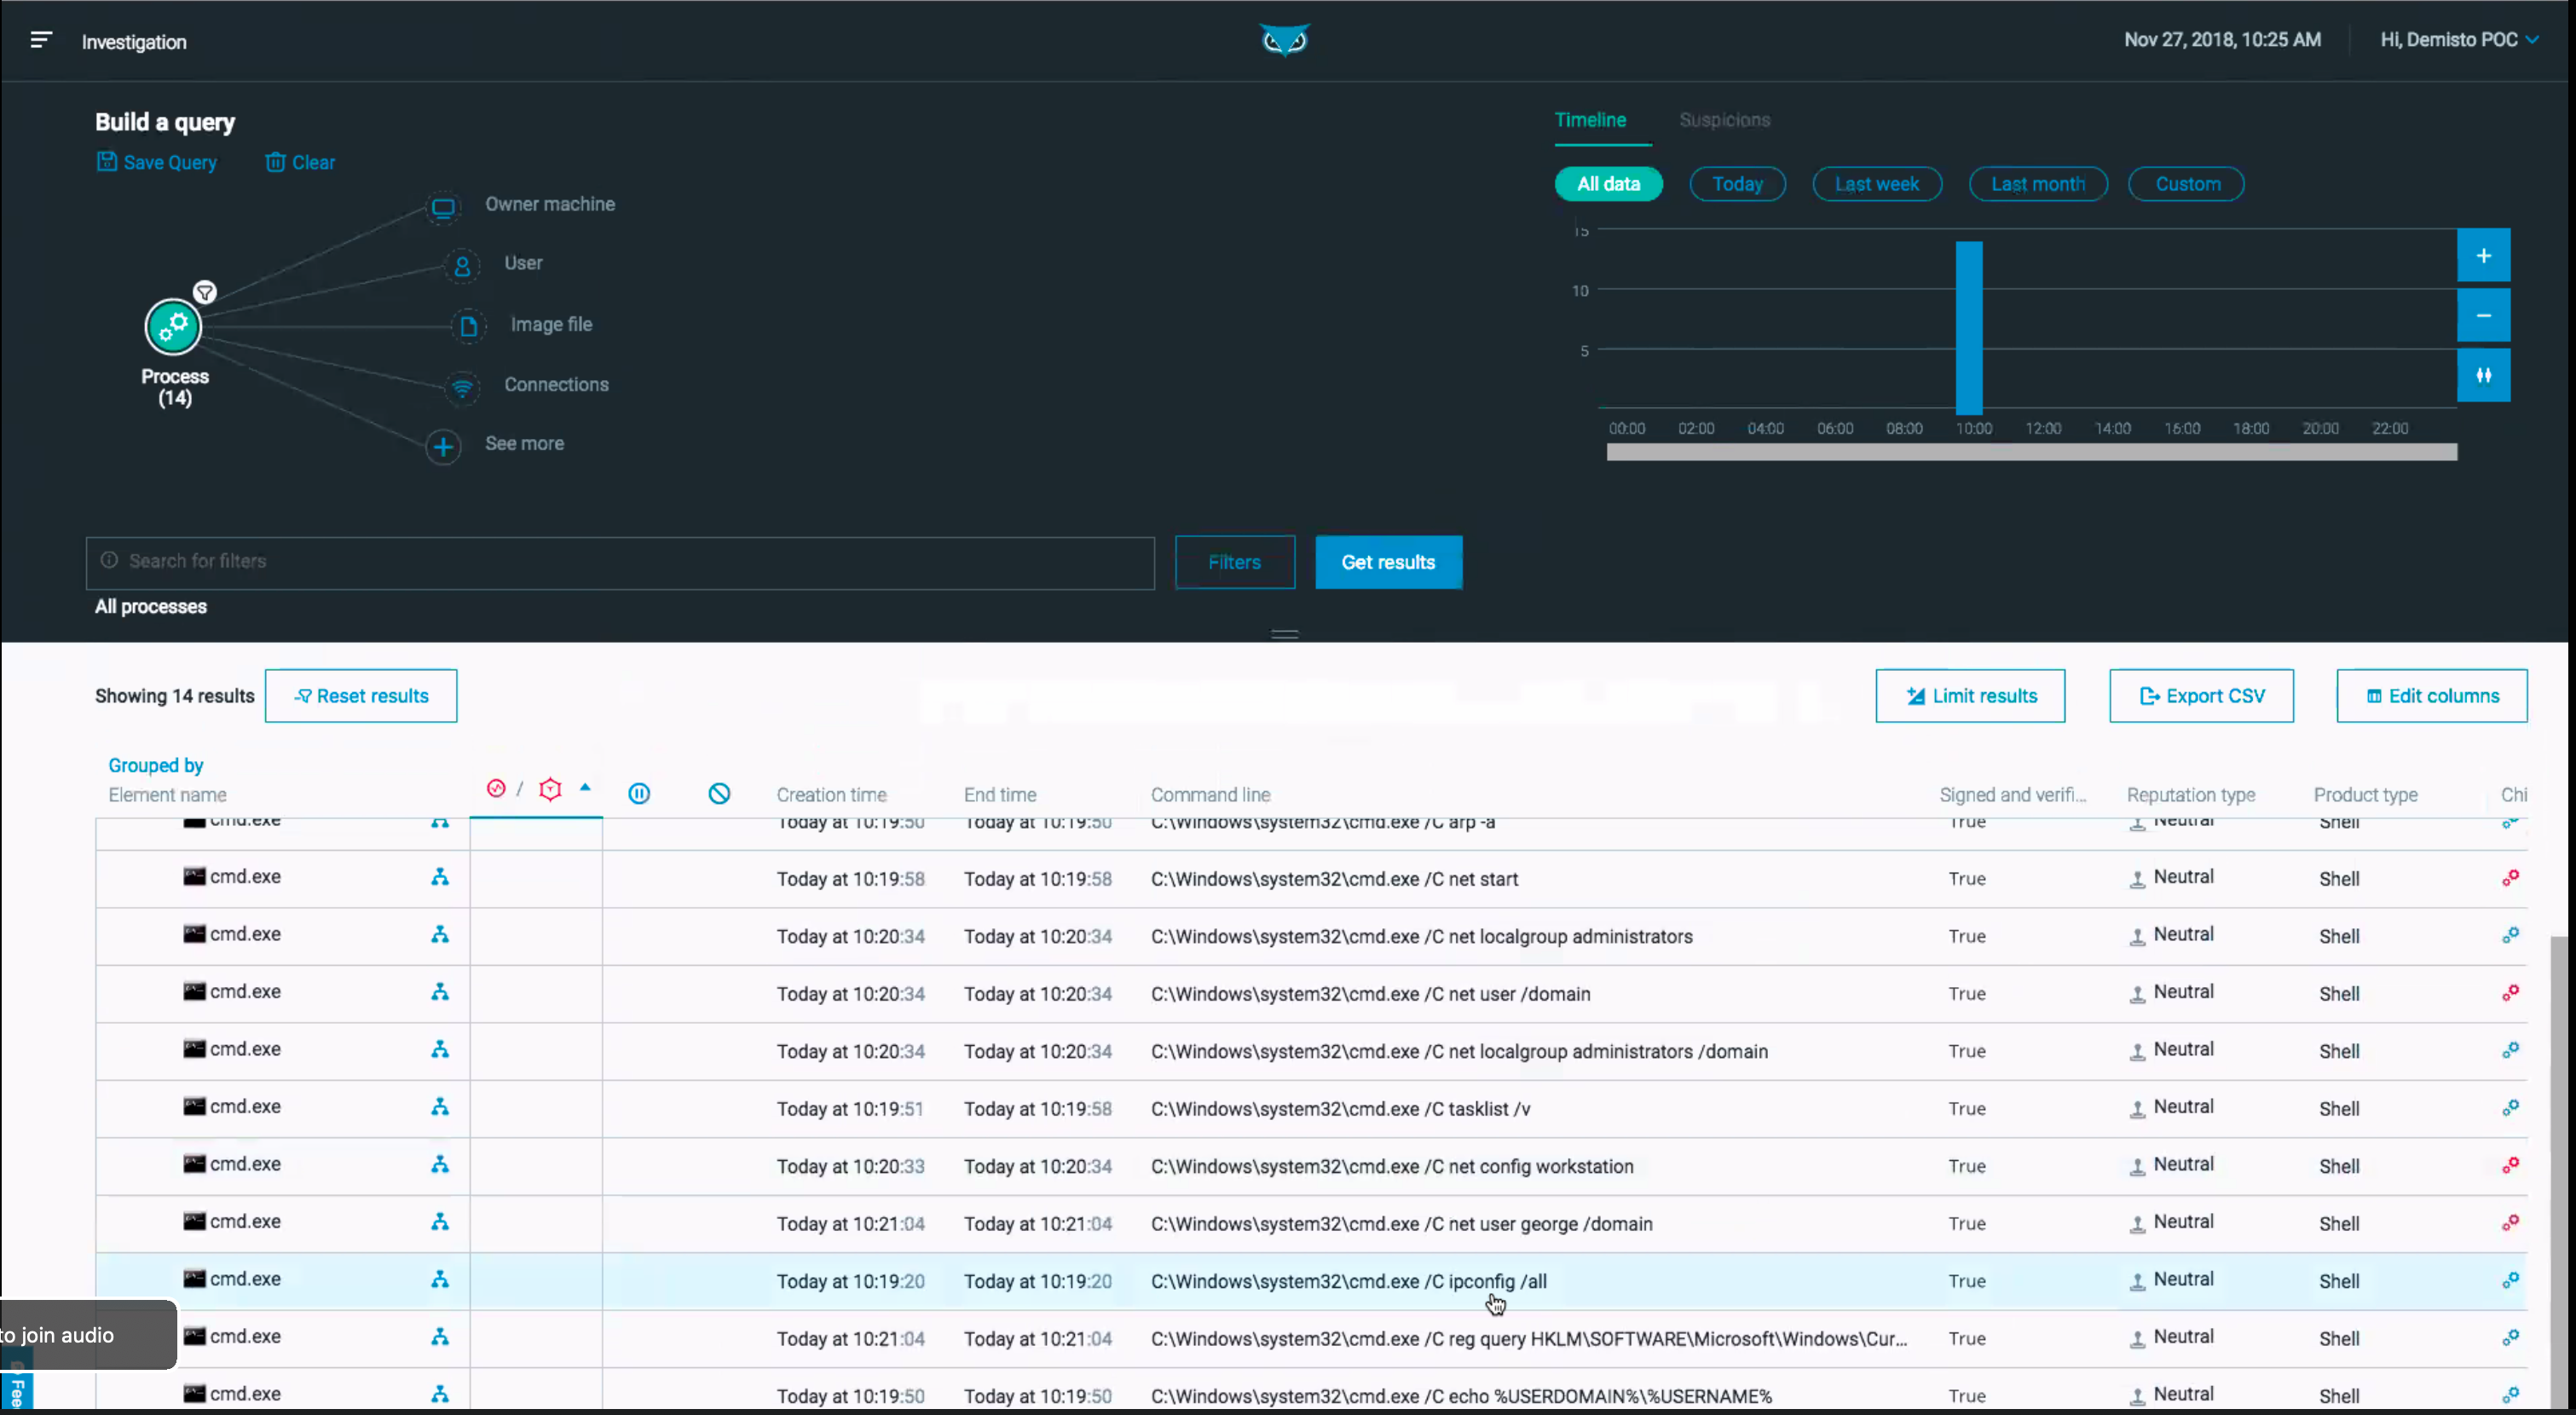 Investigation
Nov 27, 2018, 10:25 AM Hi, Demisto POC
Build a query
Save Query Clear
Owner machine
User
Image file
Connections
See more
Process
(14)
Timeline Suspicions
All data Today Last week Last month Custom
15
10
5
00:00 02:00 04:00 06:00 08:00 10:00 12:00 14:00 16:00 18:00 20:00 22:00
Search for filters Filters Get results
All processes
Showing 14 results Reset results Limit results Export CSV Edit columns
Grouped by
Element name / Creation time End time Command line Signed and verifi... Reputation type Product type Chi
cmd.exe Today at 10:19:50 Today at 10:19:50 C:\Windows\system32\cmd.exe /C arp -a True Neutral Shell
cmd.exe Today at 10:19:58 Today at 10:19:58 C:\Windows\system32\cmd.exe /C net start True Neutral Shell
cmd.exe Today at 10:20:34 Today at 10:20:34 C:\Windows\system32\cmd.exe /C net localgroup administrators True Neutral Shell
cmd.exe Today at 10:20:34 Today at 10:20:34 C:\Windows\system32\cmd.exe /C net user /domain True Neutral Shell
cmd.exe Today at 10:20:34 Today at 10:20:34 C:\Windows\system32\cmd.exe /C net localgroup administrators /domain True Neutral Shell
cmd.exe Today at 10:19:51 Today at 10:19:58 C:\Windows\system32\cmd.exe /C tasklist /v True Neutral Shell
cmd.exe Today at 10:20:33 Today at 10:20:34 C:\Windows\system32\cmd.exe /C net config workstation True Neutral Shell
cmd.exe Today at 10:21:04 Today at 10:21:04 C:\Windows\system32\cmd.exe /C net user george /domain True Neutral Shell
cmd.exe Today at 10:19:20 Today at 10:19:20 C:\Windows\system32\cmd.exe /C ipconfig /all True Neutral Shell
to join audio
cmd.exe Today at 10:21:04 Today at 10:21:04 C:\Windows\system32\cmd.exe /C reg query HKLM\SOFTWARE\Microsoft\Windows\Cur... True Neutral Shell
cmd.exe Today at 10:19:50 Today at 10:19:50 C:\Windows\system32\cmd.exe /C echo %USERDOMAIN%\%USERNAME% True Neutral Shell
Fee